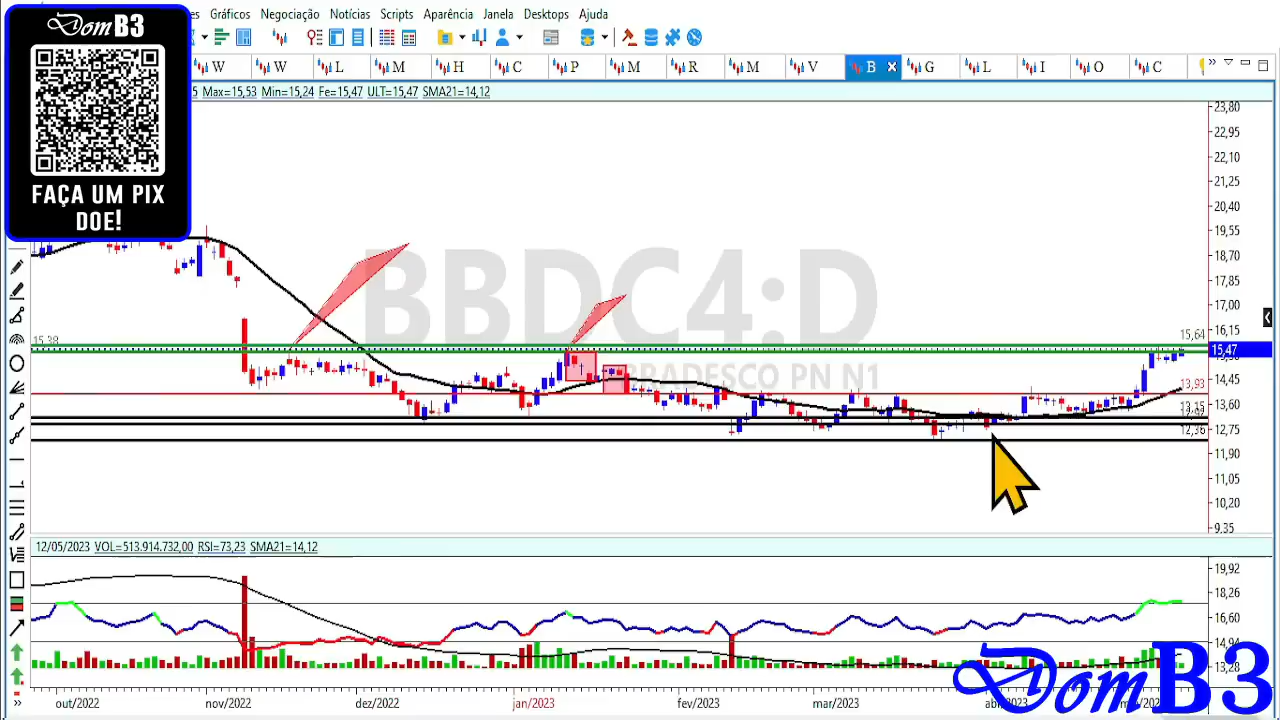 DomB3
FAÇA UM PIX
DOE!
Gráficos Negociação Notícias Scripts Aparência Janela Desktops Ajuda
W W L M H C P M R M V B G L I O C
Max=15,53 Min=15,24 Fe=15,47 ULT=15,47 SMA21=14,12
BBDC4:D
BRADESCO PN N1
23,80
22,95
22,10
21,25
20,40
19,55
18,70
17,85
17,00
16,15
15,38
15,64
15,47
14,45
13,93
13,60
13,15
12,75
12,36
11,90
11,05
10,20
9,35
12/05/2023 VOL=513.914.732,00 RSI=73,23 SMA21=14,12
19,92
18,26
16,60
14,94
13,28
out/2022 nov/2022 dez/2022 jan/2023 fev/2023 mar/2023
DomB3